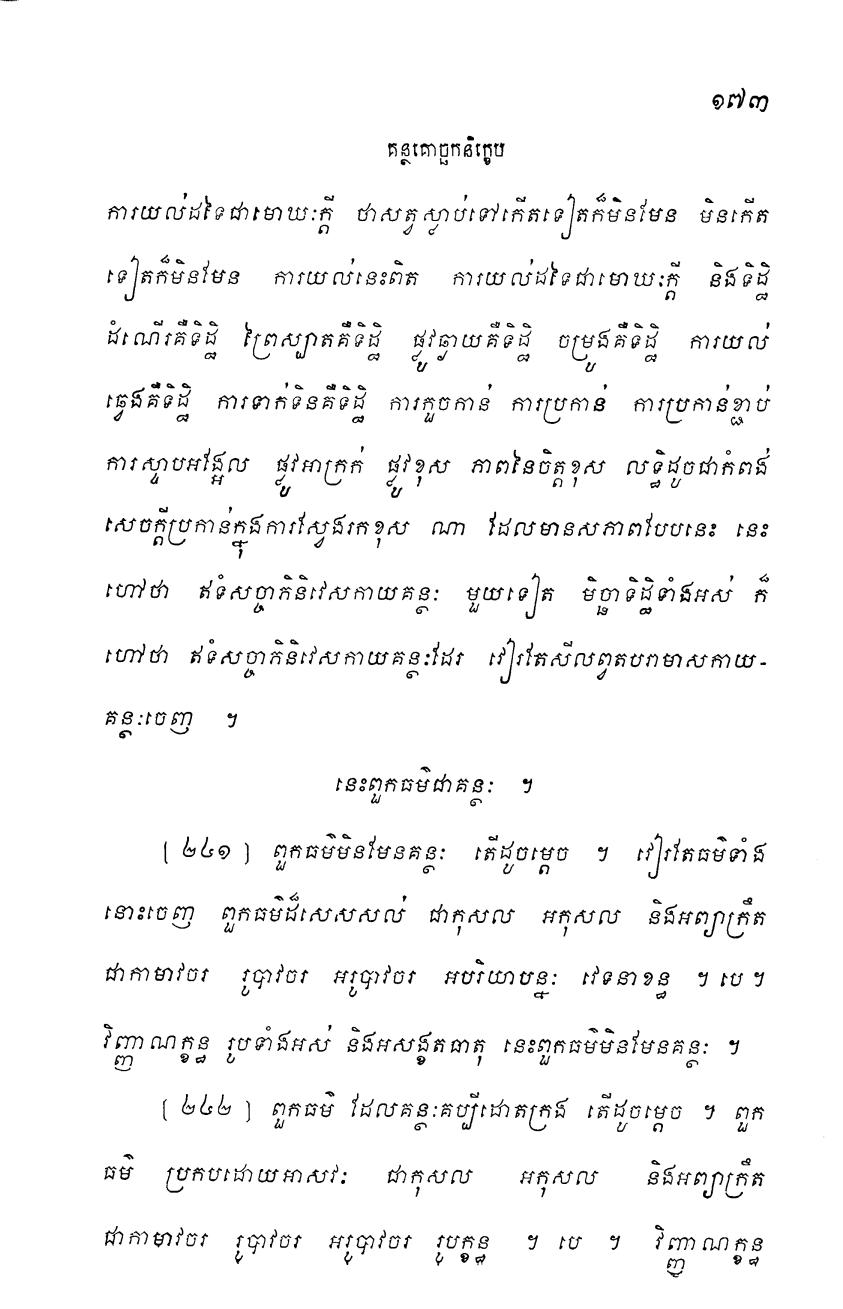 ១៧៣
គន្ថគោច្ឆកនិក្ខេប
ការយល់ដទៃជាមោឃៈក្តី ថាសត្វស្លាប់ទៅកើតទៀតក៏មិនមែន មិនកើត
ទៀតក៏មិនមែន ការយល់នេះពិត ការយល់ដទៃជាមោឃៈក្តី និងទិដ្ឋិ
ដំណើរគឺទិដ្ឋិ ព្រៃស្បាតគឺទិដ្ឋិ ផ្លូវឆ្ងាយគឺទិដ្ឋិ ចម្រូងគឺទិដ្ឋិ ការយល់
ឆ្វេងគឺទិដ្ឋិ ការទាក់ទិនគឺទិដ្ឋិ ការកួចកាន់ ការប្រកាន់ ការប្រកាន់ខ្ជាប់
ការស្ទាបអង្អែល ផ្លូវអាក្រក់ ផ្លូវខុស ភាពនៃចិត្តខុស លទ្ធិដូចជាកំពង់
សេចក្តីប្រកាន់ក្នុងការស្វែងរកខុស ណា ដែលមានសភាពបែបនេះ នេះ
ហៅថា ឥទំសច្ចាភិនិវេសកាយគន្ថៈ មួយទៀត មិច្ឆាទិដ្ឋិទាំងអស់ ក៏
ហៅថា ឥទំសច្ចាភិនិវេសកាយគន្ថៈដែរ វៀរតែសីលព្វតបរាមាសកាយ-
គន្ថៈចេញ ។
នេះពួកធម៌ជាគន្ថៈ ។
[ ២៤១ ] ពួកធម៌មិនមែនគន្ថៈ តើដូចម្តេច ។ វៀរតែធម៌ទាំង
នោះចេញ ពួកធម៌ដ៏សេសសល់ ជាកុសល អកុសល និងអព្យាក្រឹត
ជាកាមាវចរ រូបាវចរ អរូបាវចរ អបរិយាបន្នៈ វេទនាខន្ធ ។ បេ ។
វិញ្ញាណក្ខន្ធ រូបទាំងអស់ និងអសង្ខតធាតុ នេះពួកធម៌មិនមែនគន្ថៈ ។
[ ២៤២ ] ពួកធម៌ ដែលគន្ថៈគប្បីដោតក្រង តើដូចម្តេច ។ ពួក
ធម៌ ប្រកបដោយអាសវៈ ជាកុសល អកុសល និងអព្យាក្រឹត
ជាកាមាវចរ រូបាវចរ អរូបាវចរ រូបក្ខន្ធ ។ បេ ។ វិញ្ញាណក្ខន្ធ